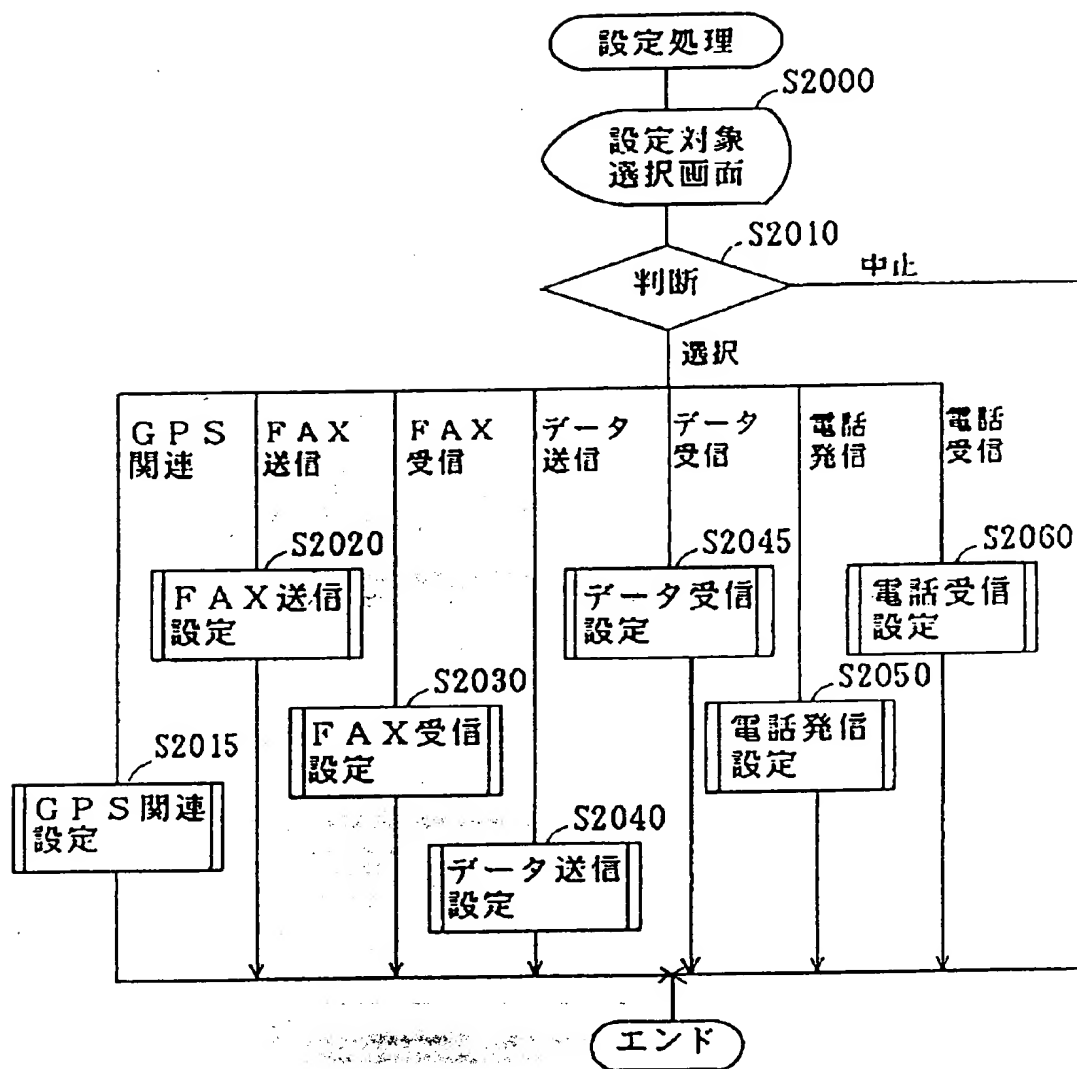 設定処理
S2000
設定対象
選択画面
S2010
判断
中止
選択
GPS
関連
FAX
送信
FAX
受信
データ
送信
データ
受信
電話
発信
電話
受信
S2020
FAX送信
設定
S2045
データ受信
設定
S2060
電話受信
設定
S2030
FAX受信
設定
S2050
電話発信
設定
S2015
GPS関連
設定
S2040
データ送信
設定
エンド